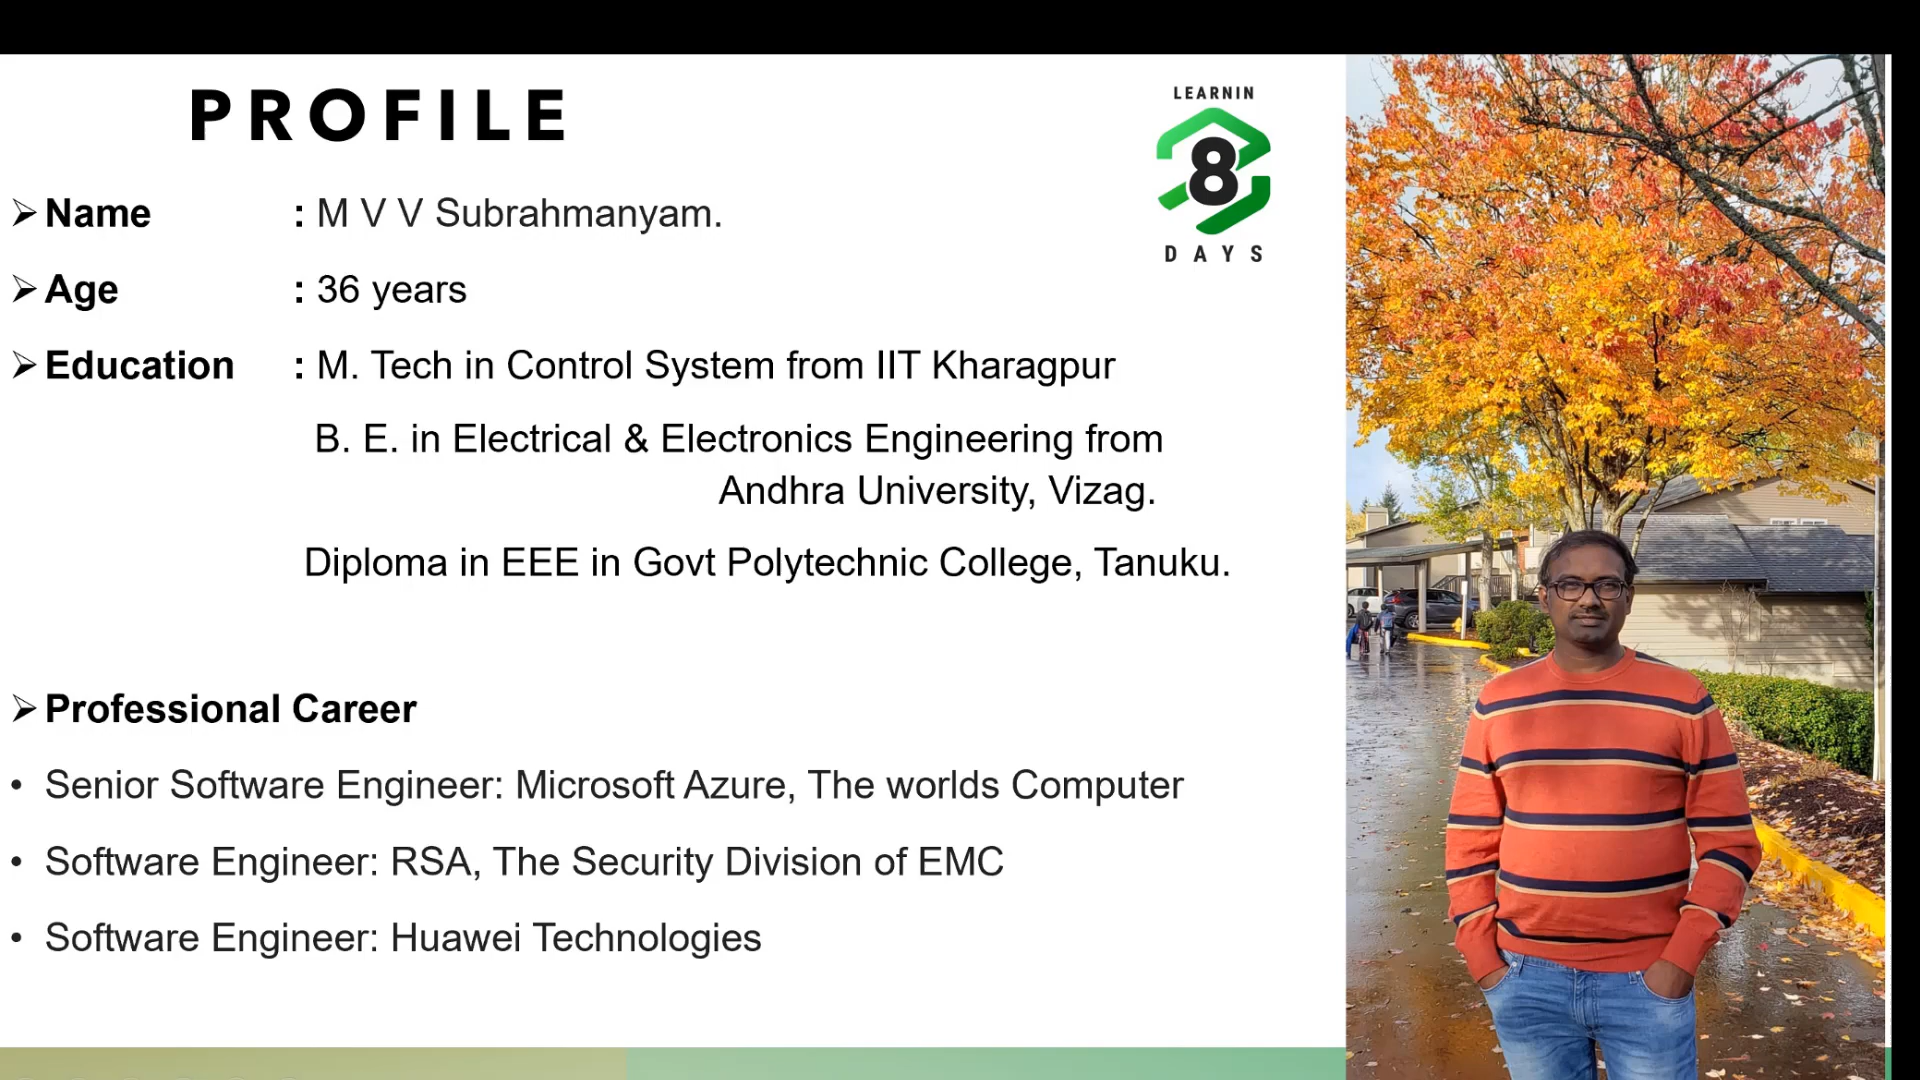 PROFILE
LEARNIN
8
DAYS
➢ Name : M V V Subrahmanyam.
➢ Age : 36 years
➢ Education : M. Tech in Control System from IIT Kharagpur
B. E. in Electrical & Electronics Engineering from
Andhra University, Vizag.
Diploma in EEE in Govt Polytechnic College, Tanuku.
➢ Professional Career
• Senior Software Engineer: Microsoft Azure, The worlds Computer
• Software Engineer: RSA, The Security Division of EMC
• Software Engineer: Huawei Technologies